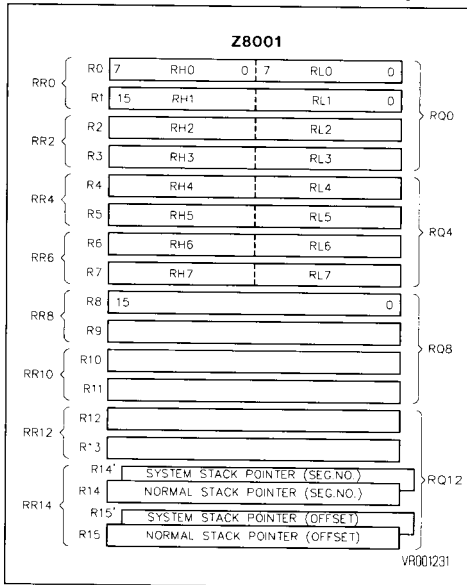 Z8001
RR0 R0 7 RH0 0 7 RL0 0 RQ0
R1 15 RH1 RL1 0
RR2 R2 RH2 RL2
R3 RH3 RL3
RR4 R4 RH4 RL4 RQ4
R5 RH5 RL5
RR6 R6 RH6 RL6
R7 RH7 RL7
RR8 R8 15 0 RQ8
R9
RR10 R10
R11
RR12 R12 RQ12
R13
RR14 R14' SYSTEM STACK POINTER (SEG.NO.)
R14 NORMAL STACK POINTER (SEG.NO.)
R15' SYSTEM STACK POINTER (OFFSET)
R15 NORMAL STACK POINTER (OFFSET)
VR001231